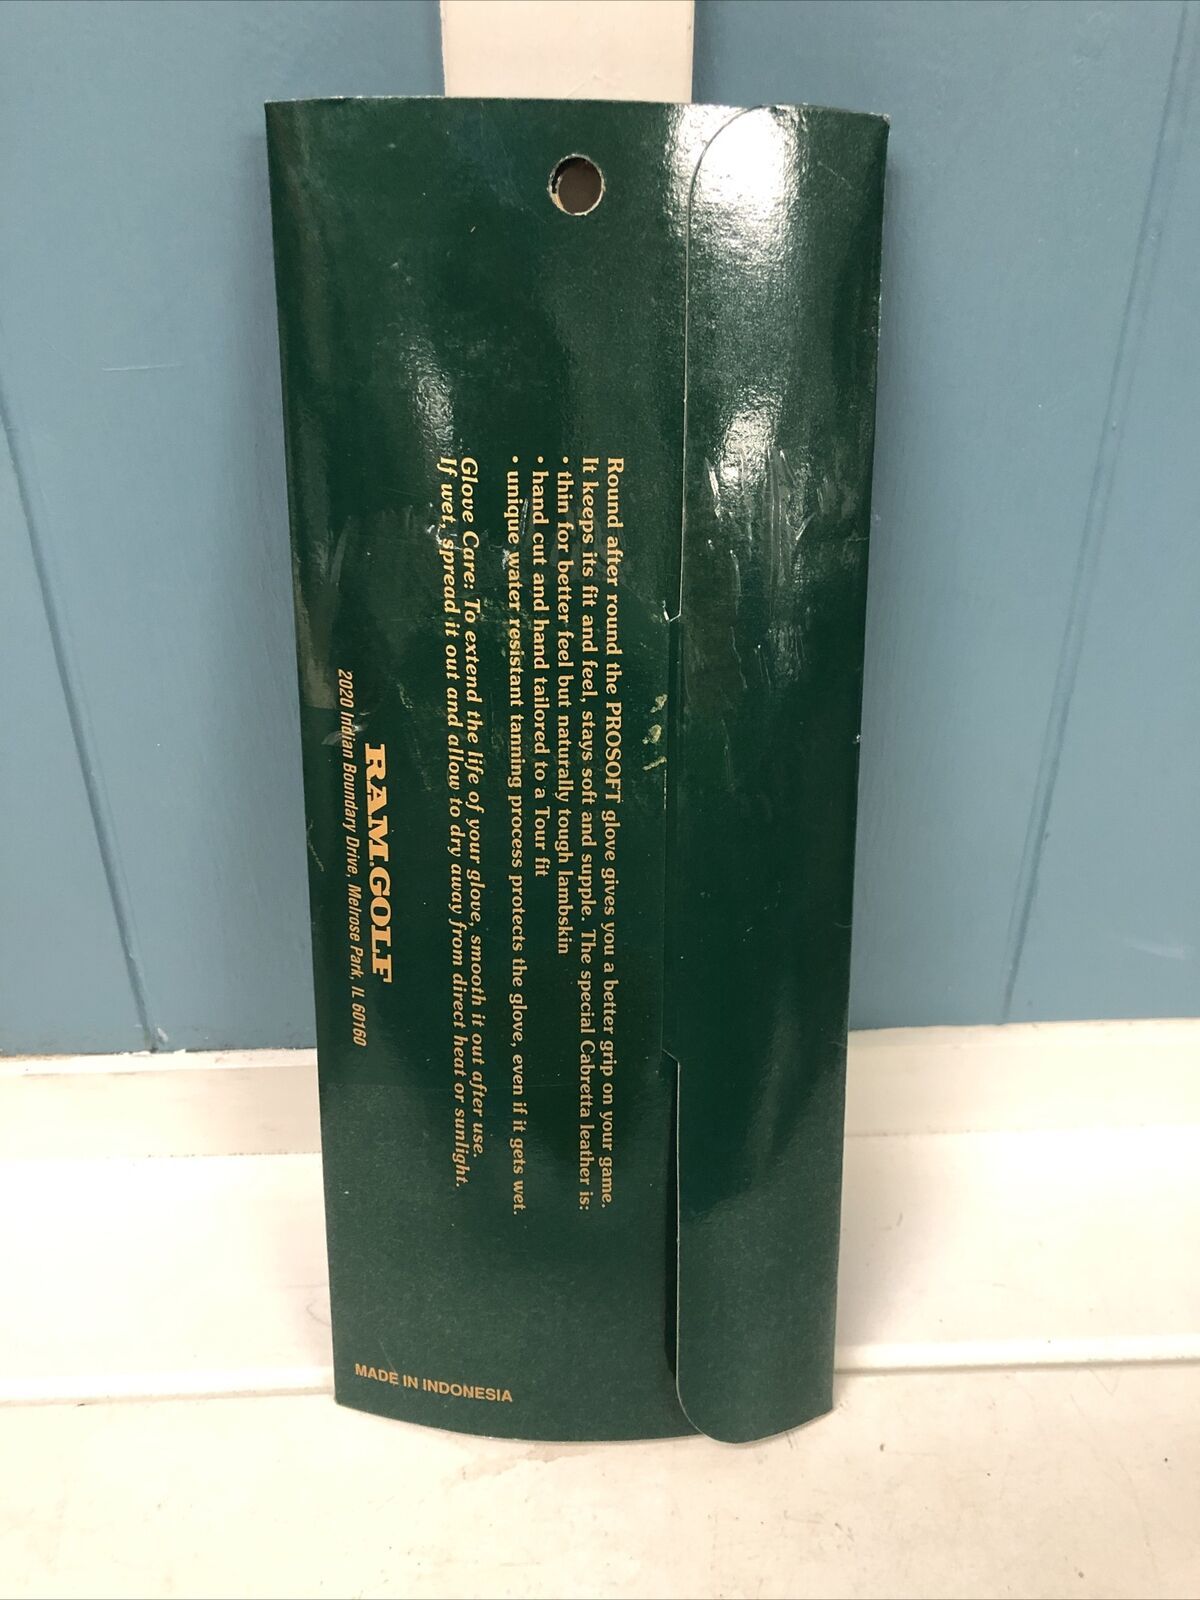 Round after round the PROSOFT glove gives you a better grip on your game.
It keeps its fit and feel, stays soft and supple. The special Cabretta leather is:
• thin for better feel but naturally tough lambskin
• hand cut and hand tailored to a Tour fit
• unique water resistant tanning process protects the glove, even if it gets wet.
Glove Care: To extend the life of your glove, smooth it out after use.
If wet, spread it out and allow to dry away from direct heat or sunlight.
RAM.GOLF
2020 Indian Boundary Drive, Melrose Park, IL 60160
MADE IN INDONESIA